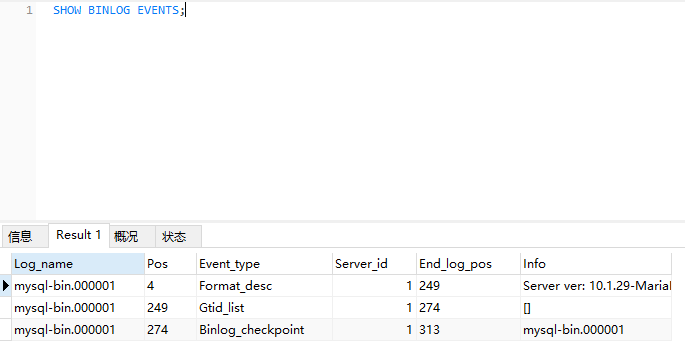 1 SHOW BINLOG EVENTS;
信息 Result 1 概况 状态
Log_name Pos Event_type Server_id End_log_pos Info
mysql-bin.000001 4 Format_desc 1 249 Server ver: 10.1.29-Maria
mysql-bin.000001 249 Gtid_list 1 274 []
mysql-bin.000001 274 Binlog_checkpoint 1 313 mysql-bin.000001